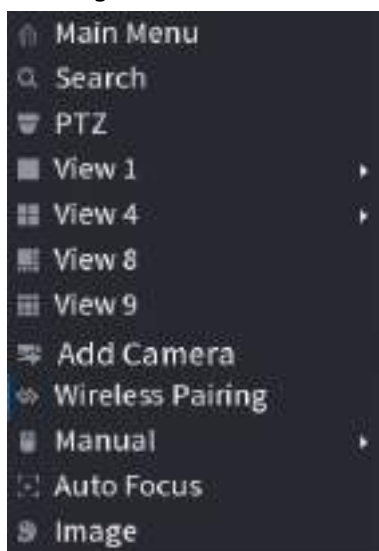 Main Menu
Search
PTZ
View 1
View 4
View 8
View 9
Add Camera
Wireless Pairing
Manual
Auto Focus
Image